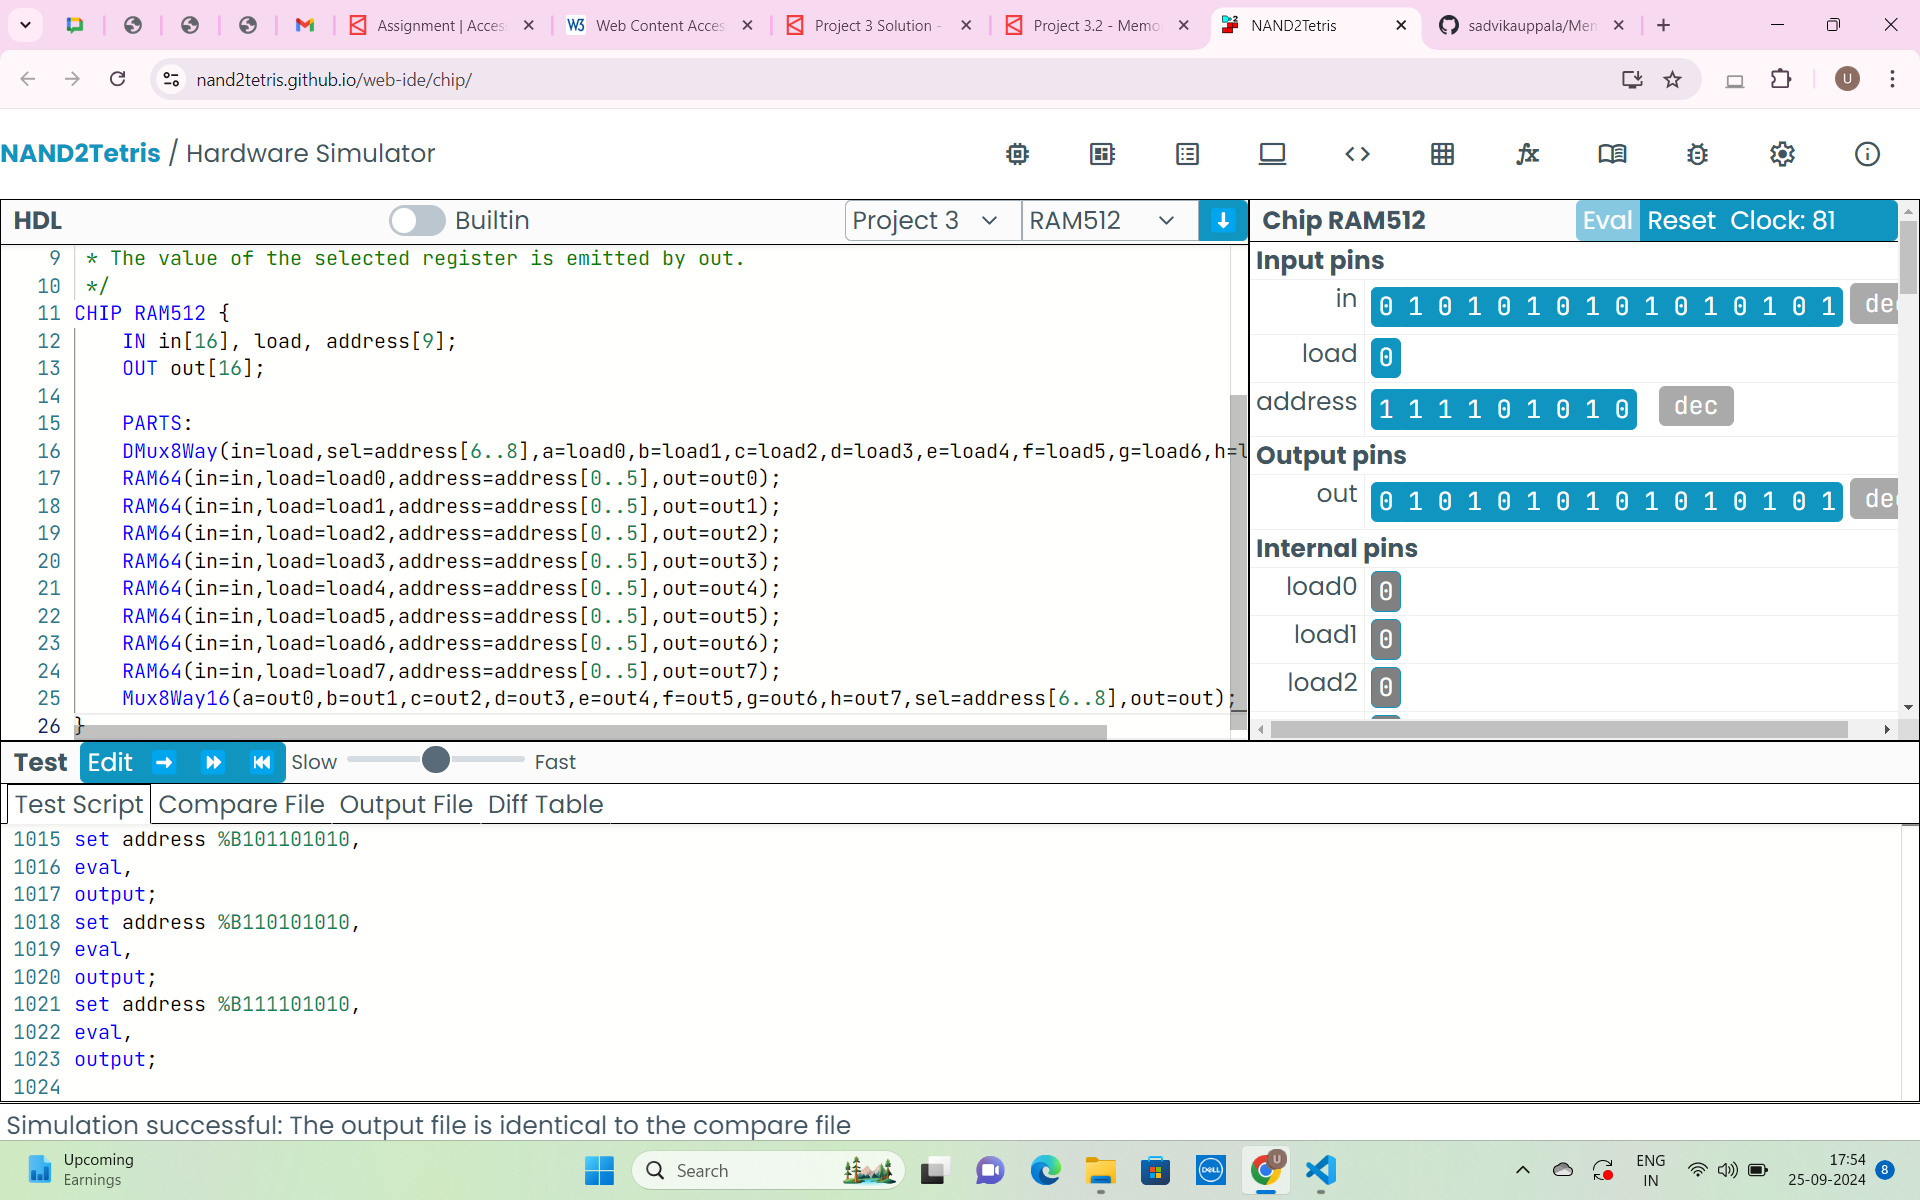 Assignment | Acces
Web Content Acces
Project 3 Solution -
Project 3.2 - Memo
NAND2Tetris
sadvikauppala/Mem
nand2tetris.github.io/web-ide/chip/
U
NAND2Tetris / Hardware Simulator
HDL
Builtin
Project 3
RAM512
9 * The value of the selected register is emitted by out.
10 */
11 CHIP RAM512 {
12 IN in[16], load, address[9];
13 OUT out[16];
14
15 PARTS:
16 DMux8Way(in=load,sel=address[6..8],a=load0,b=load1,c=load2,d=load3,e=load4,f=load5,g=load6,h=l
17 RAM64(in=in,load=load0,address=address[0..5],out=out0);
18 RAM64(in=in,load=load1,address=address[0..5],out=out1);
19 RAM64(in=in,load=load2,address=address[0..5],out=out2);
20 RAM64(in=in,load=load3,address=address[0..5],out=out3);
21 RAM64(in=in,load=load4,address=address[0..5],out=out4);
22 RAM64(in=in,load=load5,address=address[0..5],out=out5);
23 RAM64(in=in,load=load6,address=address[0..5],out=out6);
24 RAM64(in=in,load=load7,address=address[0..5],out=out7);
25 Mux8Way16(a=out0,b=out1,c=out2,d=out3,e=out4,f=out5,g=out6,h=out7,sel=address[6..8],out=out);
26 }
Chip RAM512
Eval Reset Clock: 81
Input pins
in 0 1 0 1 0 1 0 1 0 1 0 1 0 1 0 1 dec
load 0
address 1 1 1 1 0 1 0 1 0 dec
Output pins
out 0 1 0 1 0 1 0 1 0 1 0 1 0 1 0 1 dec
Internal pins
load0 0
load1 0
load2 0
Test Edit Slow Fast
Test Script Compare File Output File Diff Table
1015 set address %B101101010,
1016 eval,
1017 output;
1018 set address %B110101010,
1019 eval,
1020 output;
1021 set address %B111101010,
1022 eval,
1023 output;
1024
Simulation successful: The output file is identical to the compare file
Upcoming
Earnings
Search
DELL
U
ENG
IN
17:54
25-09-2024
8